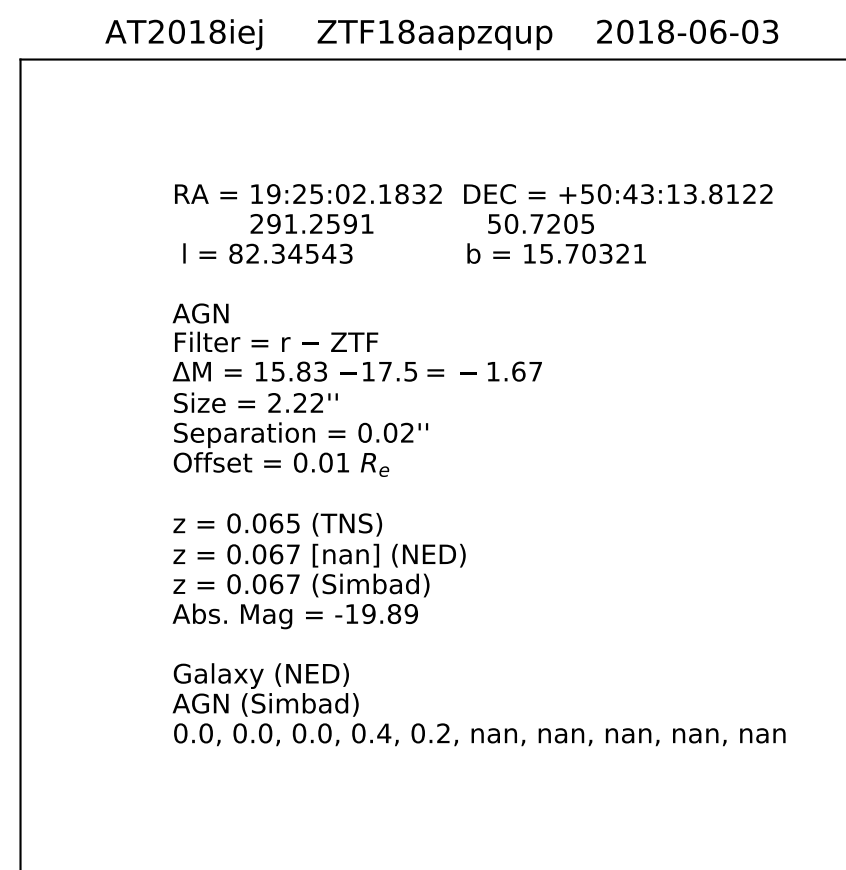 AT2018iej ZTF18aapzqup 2018-06-03
RA = 19:25:02.1832 DEC = +50:43:13.8122
291.2591 50.7205
l = 82.34543 b = 15.70321
AGN
Filter = r − ZTF
ΔM = 15.83 −17.5 = − 1.67
Size = 2.22''
Separation = 0.02''
Offset = 0.01 Re
z = 0.065 (TNS)
z = 0.067 [nan] (NED)
z = 0.067 (Simbad)
Abs. Mag = -19.89
Galaxy (NED)
AGN (Simbad)
0.0, 0.0, 0.0, 0.4, 0.2, nan, nan, nan, nan, nan